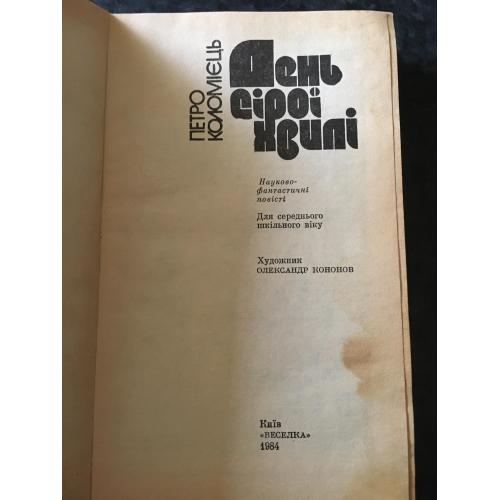 ПЕТРО
КОЛОМІЄЦЬ
День
сірої
хвилі
Науково-
фантастичні
повісті
Для середнього
шкільного віку
Художник
ОЛЕКСАНДР КОНОНОВ
Київ
«ВЕСЕЛКА»
1984